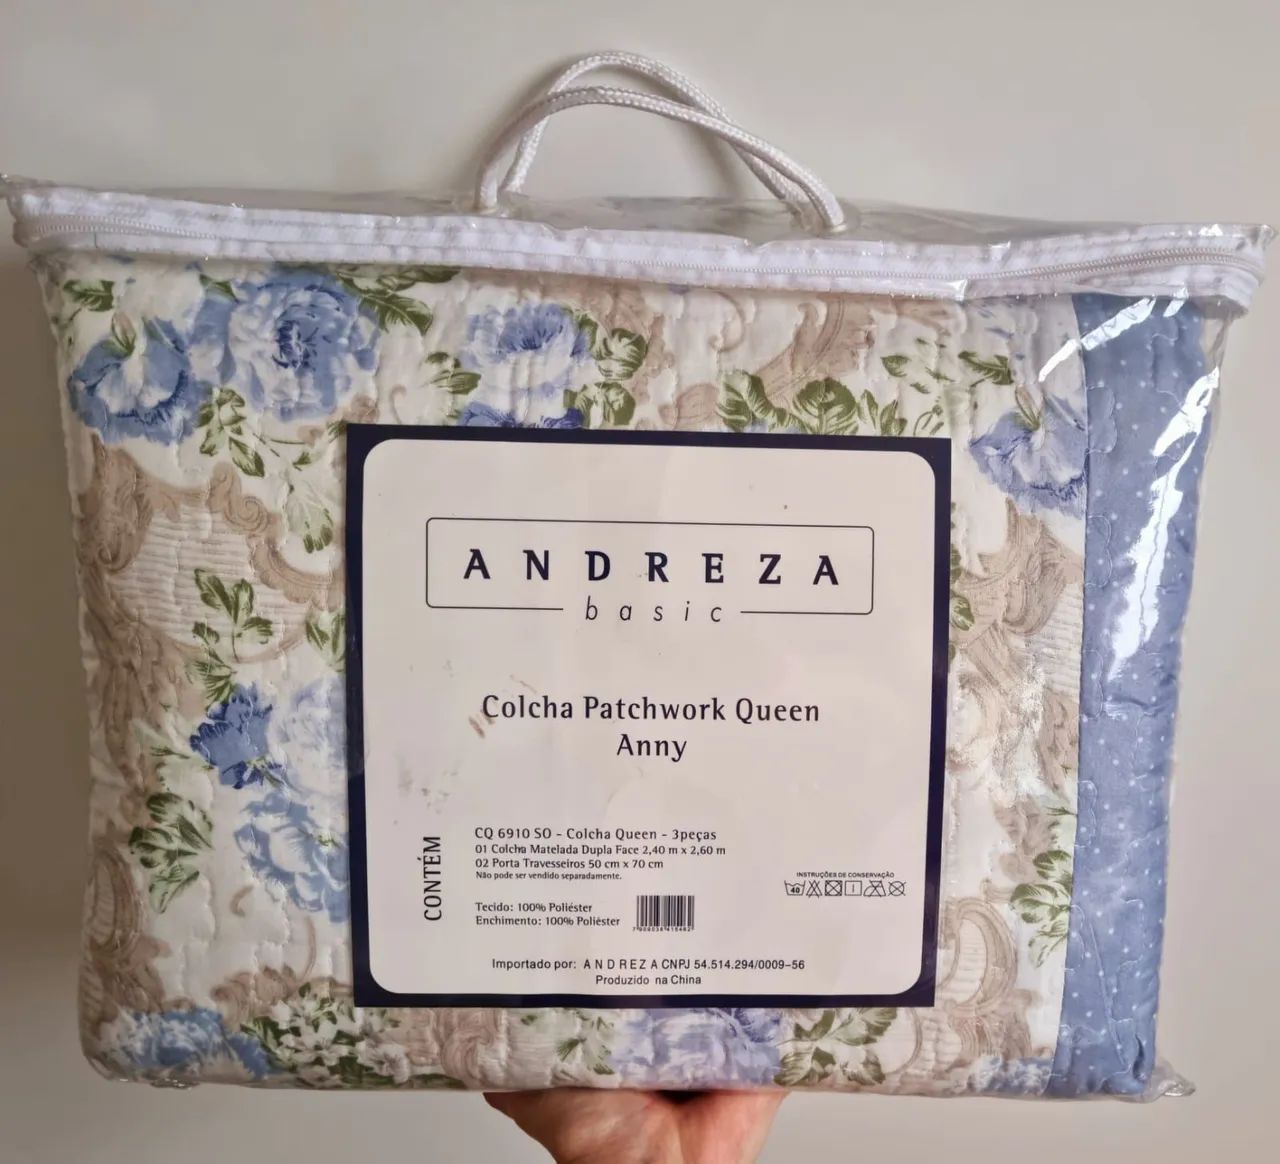 ANDREZA
basic
Colcha Patchwork Queen
Anny
CONTÉM
CQ 6910 SO - Colcha Queen - 3peças
01 Colcha Matelada Dupla Face 2,40 m x 2,60 m
02 Porta Travesseiros 50 cm x 70 cm
Não pode ser vendido separadamente.
Tecido: 100% Poliéster
Enchimento: 100% Poliéster
INSTRUÇÕES DE CONSERVAÇÃO
40
Importado por: A N D R E Z A CNPJ 54.514.294/0009-56
Produzido na China